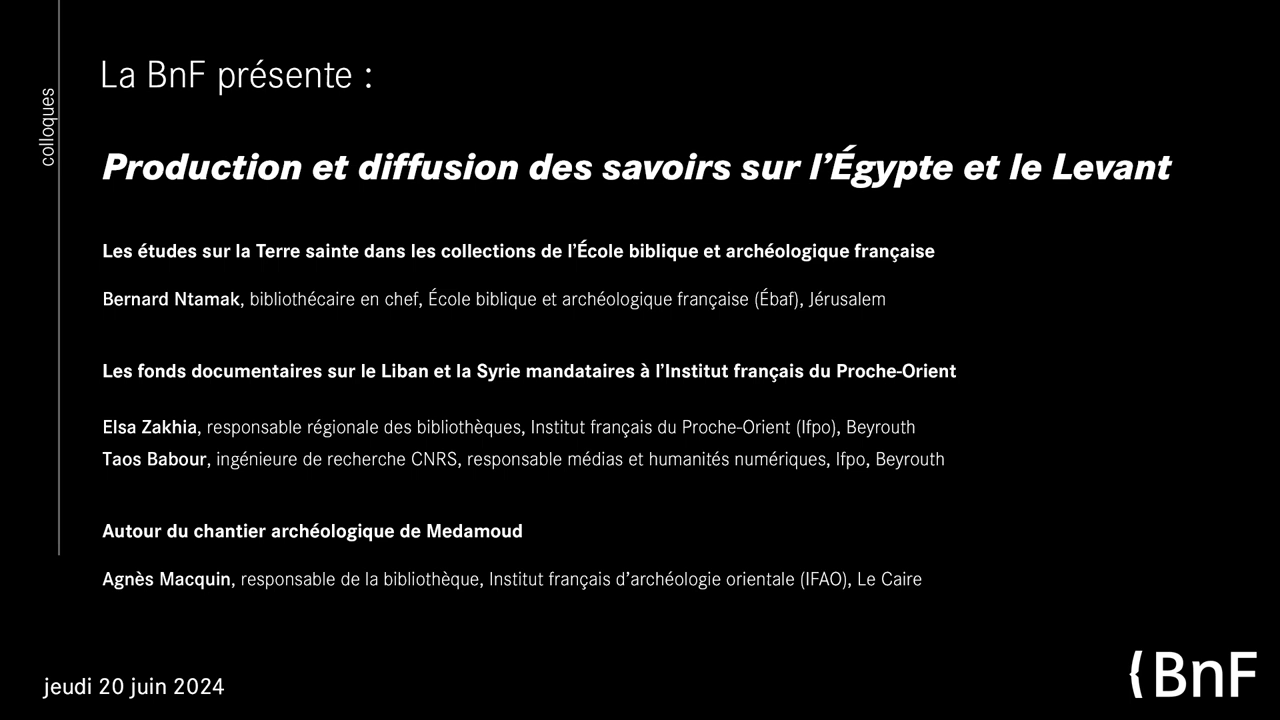 colloques
La BnF présente :
Production et diffusion des savoirs sur l’Égypte et le Levant
Les études sur la Terre sainte dans les collections de l’École biblique et archéologique française
Bernard Ntamak, bibliothécaire en chef, École biblique et archéologique française (Ébaf), Jérusalem
Les fonds documentaires sur le Liban et la Syrie mandataires à l’Institut français du Proche-Orient
Elsa Zakhia, responsable régionale des bibliothèques, Institut français du Proche-Orient (Ifpo), Beyrouth
Taos Babour, ingénieure de recherche CNRS, responsable médias et humanités numériques, Ifpo, Beyrouth
Autour du chantier archéologique de Medamoud
Agnès Macquin, responsable de la bibliothèque, Institut français d’archéologie orientale (IFAO), Le Caire
jeudi 20 juin 2024
{BnF